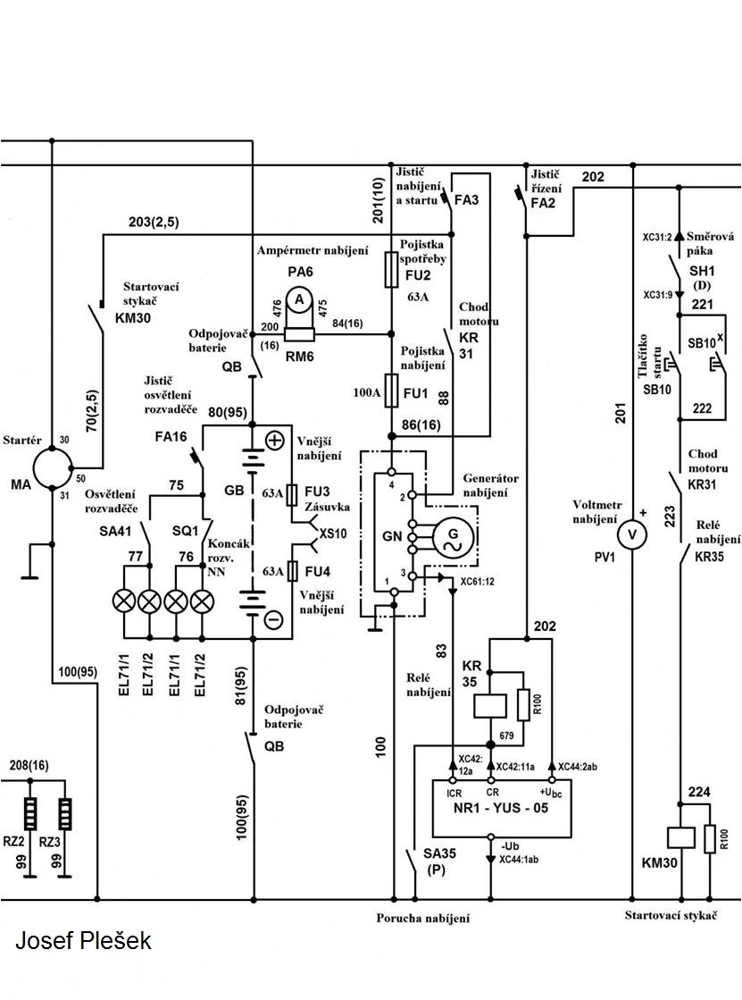 Jistič
nabíjení
a startu
FA3
201(10)
Jistič
řízení
FA2
202
203(2,5)
Ampérmetr nabíjení
PA6
A
476
475
200
(16)
84(16)
RM6
Pojistka
spotřeby
FU2
63A
XC31:2
Směrová
páka
SH1
(D)
XC31:9
221
Startovací
stykač
KM30
Odpojovač
baterie
QB
Chod
motoru
KR
31
Pojistka
nabíjení
100A
FU1
88
86(16)
Tlačítko
startu
SB10
SB10x
222
201
70(2,5)
Jistič
osvětlení
rozvaděče
80(95)
FA16
Vnější
nabíjení
Startér
30
50
31
MA
75
GB
63A
FU3
Zásuvka
XS10
Osvětlení
rozvaděče
SA41
SQ1
77
76
Koncák
rozv.
NN
63A
FU4
Vnější
nabíjení
4
2
GN
G
1
3
Generátor
nabíjení
XC61:12
Chod
motoru
KR31
223
Relé
nabíjení
KR35
Voltmetr
nabíjení
+
V
PV1
EL71/1
EL71/2
EL71/1
EL71/2
100(95)
81(95)
Odpojovač
baterie
QB
100
83
Relé
nabíjení
202
KR
35
R100
679
XC42:
12a
XC42:11a
XC44:2ab
ICR
CR
+Ubc
NR1 - YUS - 05
-Ub
XC44:1ab
SA35
(P)
208(16)
RZ2
RZ3
99
99
100(95)
224
KM30
R100
Porucha nabíjení
Startovací stykač
Josef Plešek